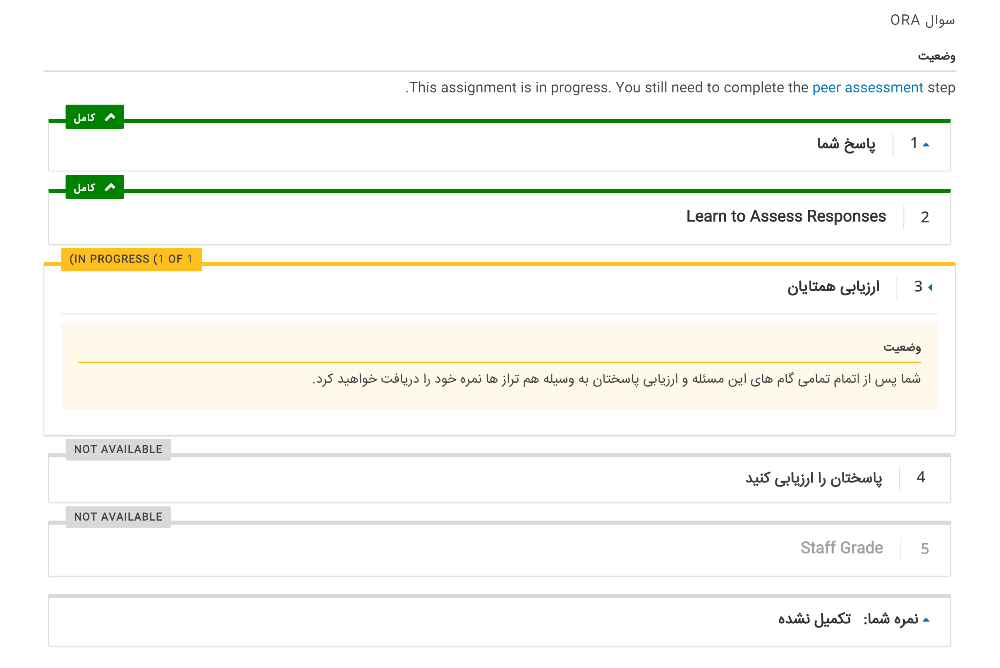 سوال ORA
وضعیت
This assignment is in progress. You still need to complete the peer assessment step.
کامل
1 پاسخ شما
کامل
2 Learn to Assess Responses
IN PROGRESS (1 OF 1)
3 ارزیابی همتایان
وضعیت
شما پس از اتمام تمامی گام های این مسئله و ارزیابی پاسختان به وسیله هم تراز ها نمره خود را دریافت خواهید کرد.
NOT AVAILABLE
4 پاسختان را ارزیابی کنید
NOT AVAILABLE
5 Staff Grade
نمره شما: تکمیل نشده